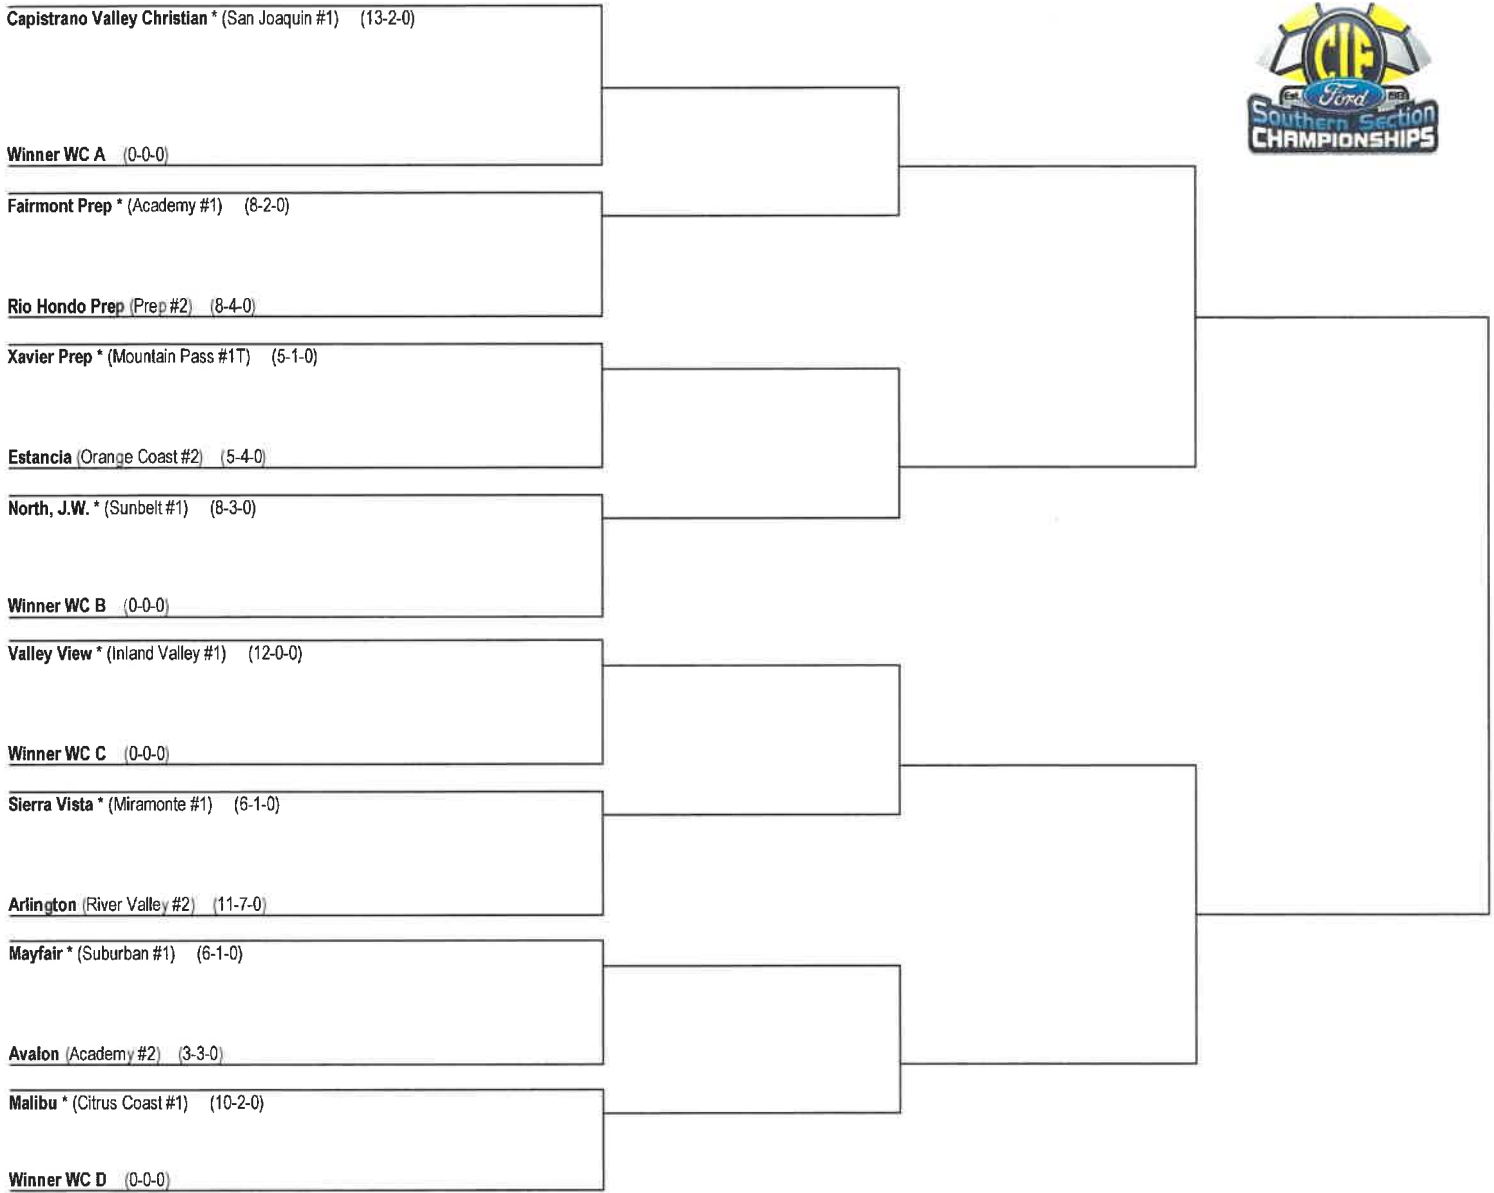 Capistrano Valley Christian * (San Joaquin #1) (13-2-0)
Winner WC A (0-0-0)
Fairmont Prep * (Academy #1) (8-2-0)
Rio Hondo Prep (Prep #2) (8-4-0)
Xavier Prep * (Mountain Pass #1T) (5-1-0)
Estancia (Orange Coast #2) (5-4-0)
North, J.W. * (Sunbelt #1) (8-3-0)
Winner WC B (0-0-0)
Valley View * (Inland Valley #1) (12-0-0)
Winner WC C (0-0-0)
Sierra Vista * (Miramonte #1) (6-1-0)
Arlington (River Valley #2) (11-7-0)
Mayfair * (Suburban #1) (6-1-0)
Avalon (Academy #2) (3-3-0)
Malibu * (Citrus Coast #1) (10-2-0)
Winner WC D (0-0-0)
CIF
Est. Ford
Southern Section
CHAMPIONSHIPS